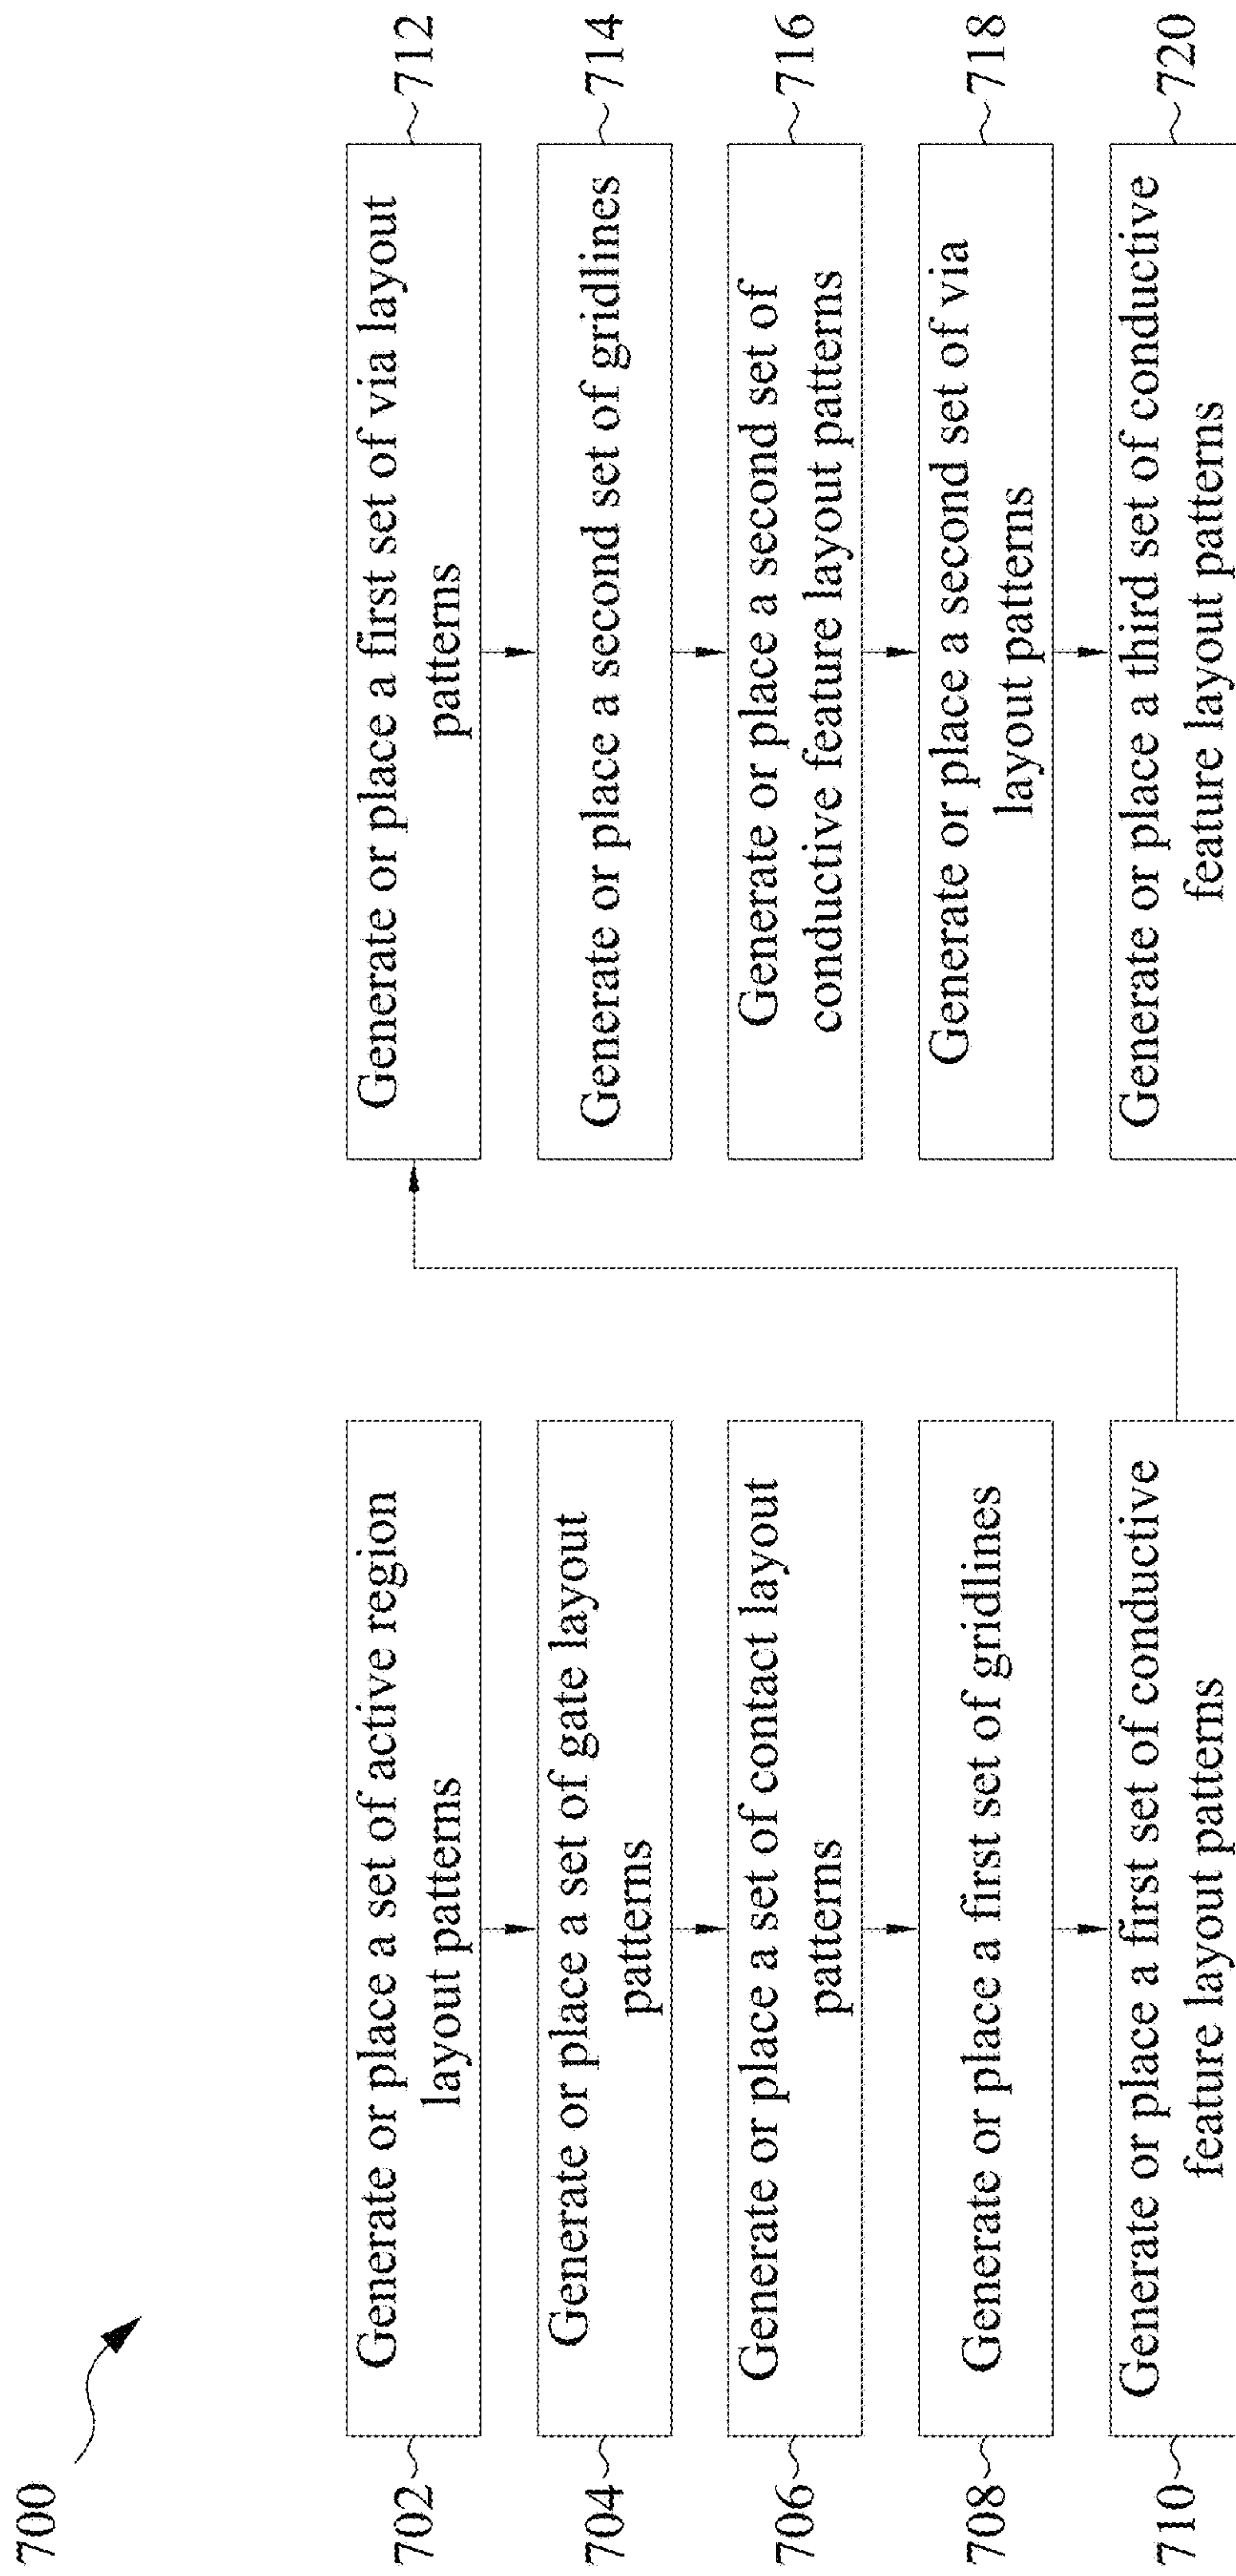 700
702
Generate or place a set of active region
layout patterns
704
Generate or place a set of gate layout
patterns
706
Generate or place a set of contact layout
patterns
708
Generate or place a first set of gridlines
710
Generate or place a first set of conductive
feature layout patterns
Generate or place a first set of via layout
patterns
712
Generate or place a second set of gridlines
714
Generate or place a second set of
conductive feature layout patterns
716
Generate or place a second set of via
layout patterns
718
Generate or place a third set of conductive
feature layout patterns
720